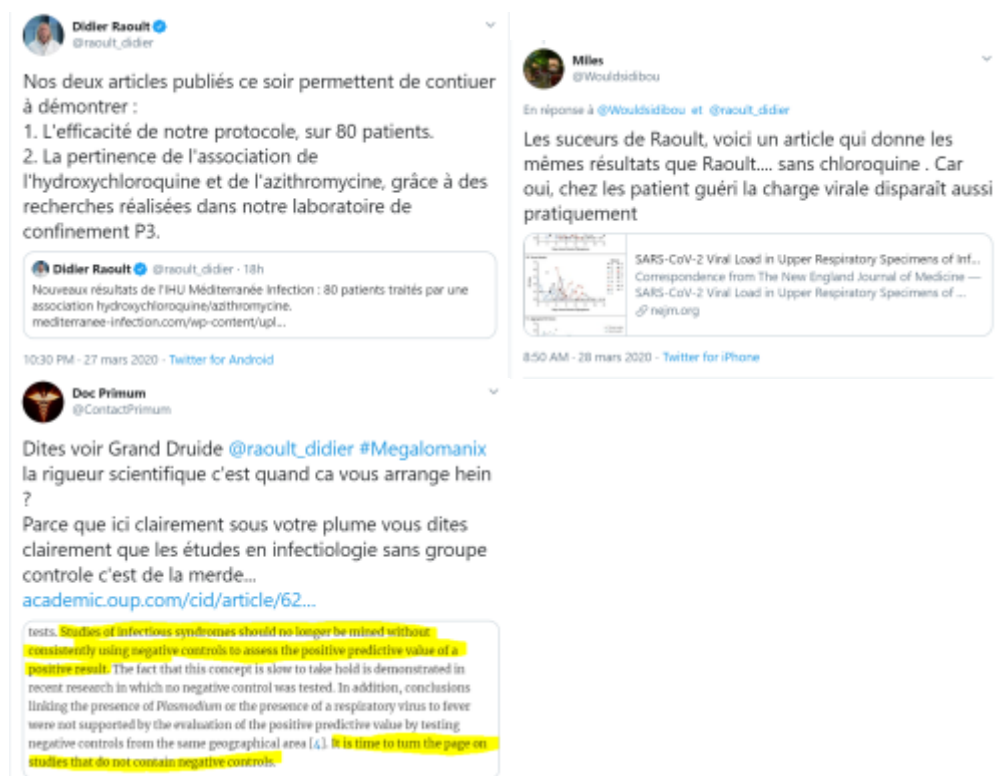 Didier Raoult
@raoult_didier
Nos deux articles publiés ce soir permettent de contiuer
à démontrer :
1. L'efficacité de notre protocole, sur 80 patients.
2. La pertinence de l'association de
l'hydroxychloroquine et de l'azithromycine, grâce à des
recherches réalisées dans notre laboratoire de
confinement P3.
Didier Raoult @raoult_didier · 18h
Nouveaux résultats de l'IHU Méditerranée Infection : 80 patients traités par une
association hydroxychloroquine/azithromycine.
mediterranee-infection.com/wp-content/upl...
10:30 PM · 27 mars 2020 · Twitter for Android
Miles
@Wouldsidibou
En réponse à @Wouldsidibou et @raoult_didier
Les suceurs de Raoult, voici un article qui donne les
mêmes résultats que Raoult.... sans chloroquine . Car
oui, chez les patient guéri la charge virale disparaît aussi
pratiquement
SARS-CoV-2 Viral Load in Upper Respiratory Specimens of Inf...
Correspondence from The New England Journal of Medicine —
SARS-CoV-2 Viral Load in Upper Respiratory Specimens of ...
nejm.org
8:50 AM · 28 mars 2020 · Twitter for iPhone
Doc Primum
@ContactPrimum
Dites voir Grand Druide @raoult_didier #Megalomanix
la rigueur scientifique c'est quand ca vous arrange hein
?
Parce que ici clairement sous votre plume vous dites
clairement que les études en infectiologie sans groupe
controle c'est de la merde...
academic.oup.com/cid/article/62...
tests. Studies of infectious syndromes should no longer be mined without
consistently using negative controls to assess the positive predictive value of a
positive result. The fact that this concept is slow to take hold is demonstrated in
recent research in which no negative control was tested. In addition, conclusions
linking the presence of Plasmodium or the presence of a respiratory virus to fever
were not supported by the evaluation of the positive predictive value by testing
negative controls from the same geographical area [4]. It is time to turn the page on
studies that do not contain negative controls.